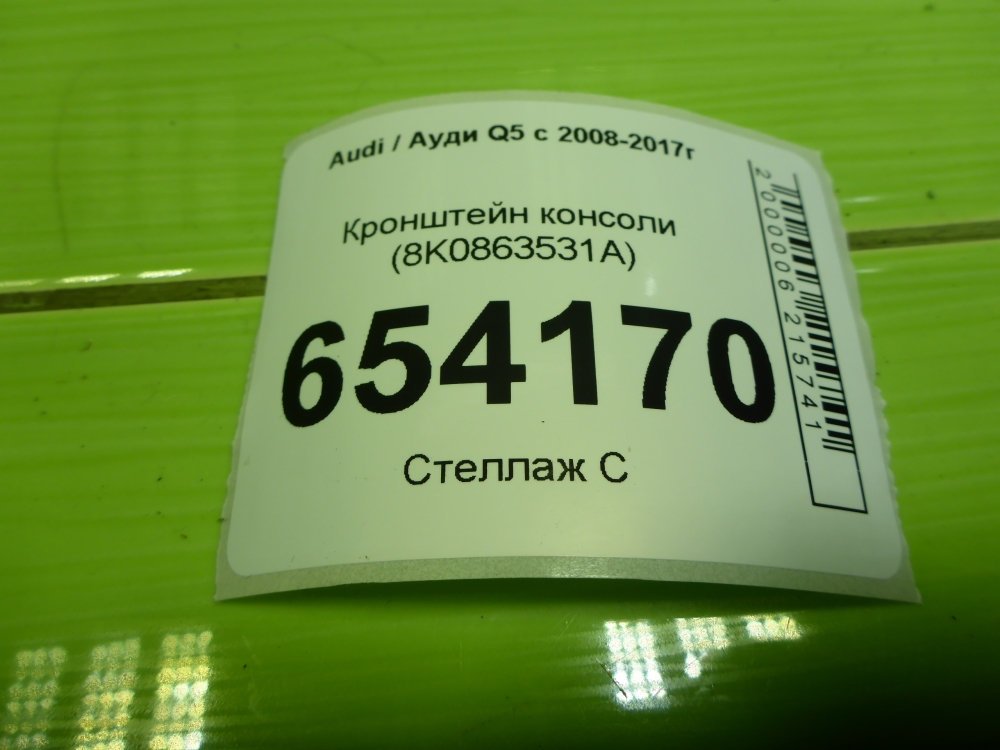 Audi / Ауди Q5 с 2008-2017г
Кронштейн консоли
(8K0863531A)
654170
Стеллаж С
2000006215741